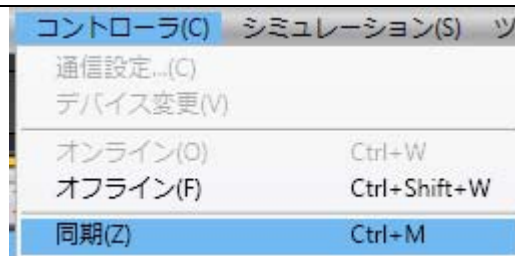 コントローラ(C) シミュレーション(S) ツ
通信設定...(C)
デバイス変更(V)
オンライン(O) Ctrl+W
オフライン(F) Ctrl+Shift+W
同期(Z) Ctrl+M